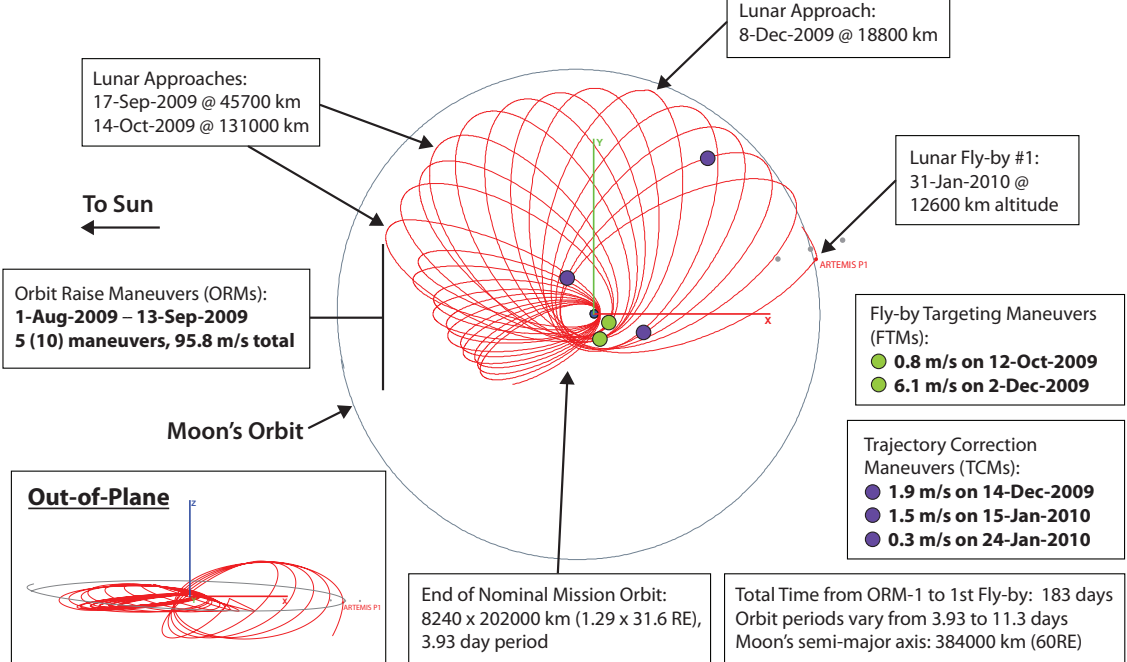 Lunar Approach:
8-Dec-2009 @ 18800 km
Lunar Approaches:
17-Sep-2009 @ 45700 km
14-Oct-2009 @ 131000 km
Lunar Fly-by #1:
31-Jan-2010 @
12600 km altitude
To Sun
Y
X
ARTEMIS P1
Orbit Raise Maneuvers (ORMs):
1-Aug-2009 – 13-Sep-2009
5 (10) maneuvers, 95.8 m/s total
Fly-by Targeting Maneuvers
(FTMs):
0.8 m/s on 12-Oct-2009
6.1 m/s on 2-Dec-2009
Moon's Orbit
Trajectory Correction
Maneuvers (TCMs):
1.9 m/s on 14-Dec-2009
1.5 m/s on 15-Jan-2010
0.3 m/s on 24-Jan-2010
Out-of-Plane
Z
X
ARTEMIS P1
End of Nominal Mission Orbit:
8240 x 202000 km (1.29 x 31.6 RE),
3.93 day period
Total Time from ORM-1 to 1st Fly-by: 183 days
Orbit periods vary from 3.93 to 11.3 days
Moon's semi-major axis: 384000 km (60RE)